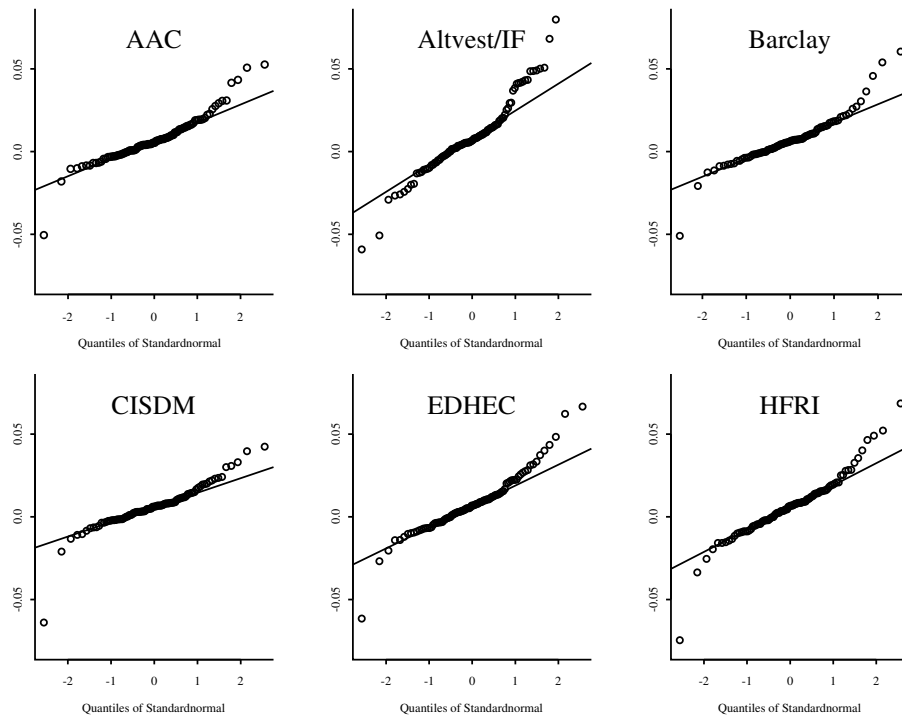 AAC
0.05
0.0
-0.05
-2 -1 0 1 2
Quantiles of Standardnormal
Altvest/IF
0.05
0.0
-0.05
-2 -1 0 1 2
Quantiles of Standardnormal
Barclay
0.05
0.0
-0.05
-2 -1 0 1 2
Quantiles of Standardnormal
CISDM
0.05
0.0
-0.05
-2 -1 0 1 2
Quantiles of Standardnormal
EDHEC
0.05
0.0
-0.05
-2 -1 0 1 2
Quantiles of Standardnormal
HFRI
0.05
0.0
-0.05
-2 -1 0 1 2
Quantiles of Standardnormal